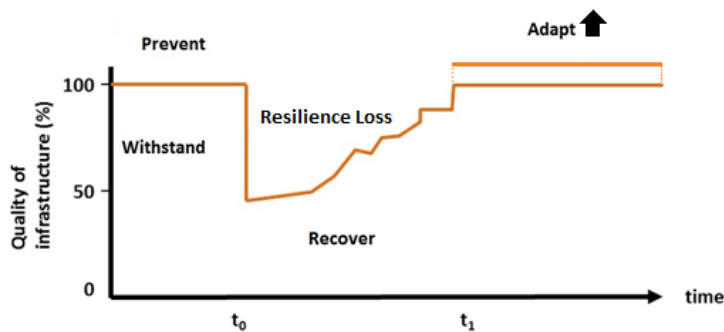 Prevent
Adapt
100
Resilience Loss
Withstand
Quality of
infrastructure (%)
50
Recover
0
time
t₀
t₁